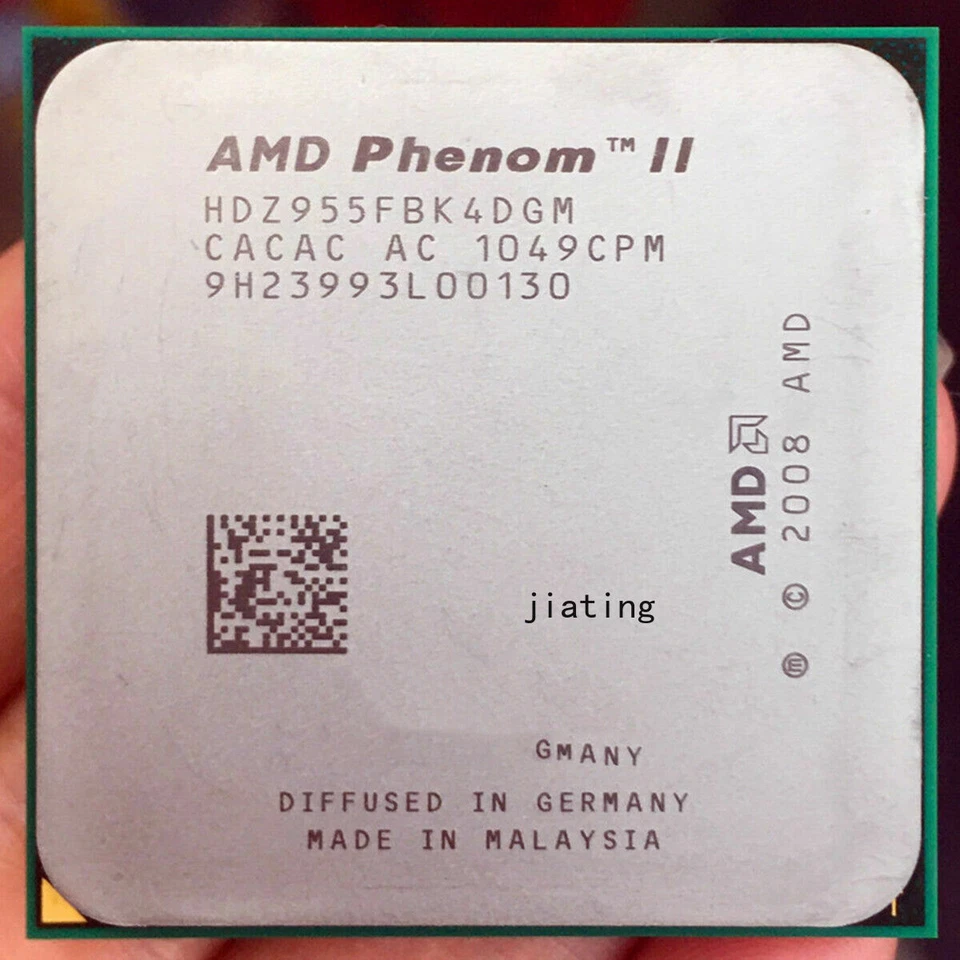 AMD Phenom™ II
HDZ955FBK4DGM
CACAC AC 1049CPM
9H23993L00130
AMD
ⓜ © 2008 AMD
jiating
GMANY
DIFFUSED IN GERMANY
MADE IN MALAYSIA